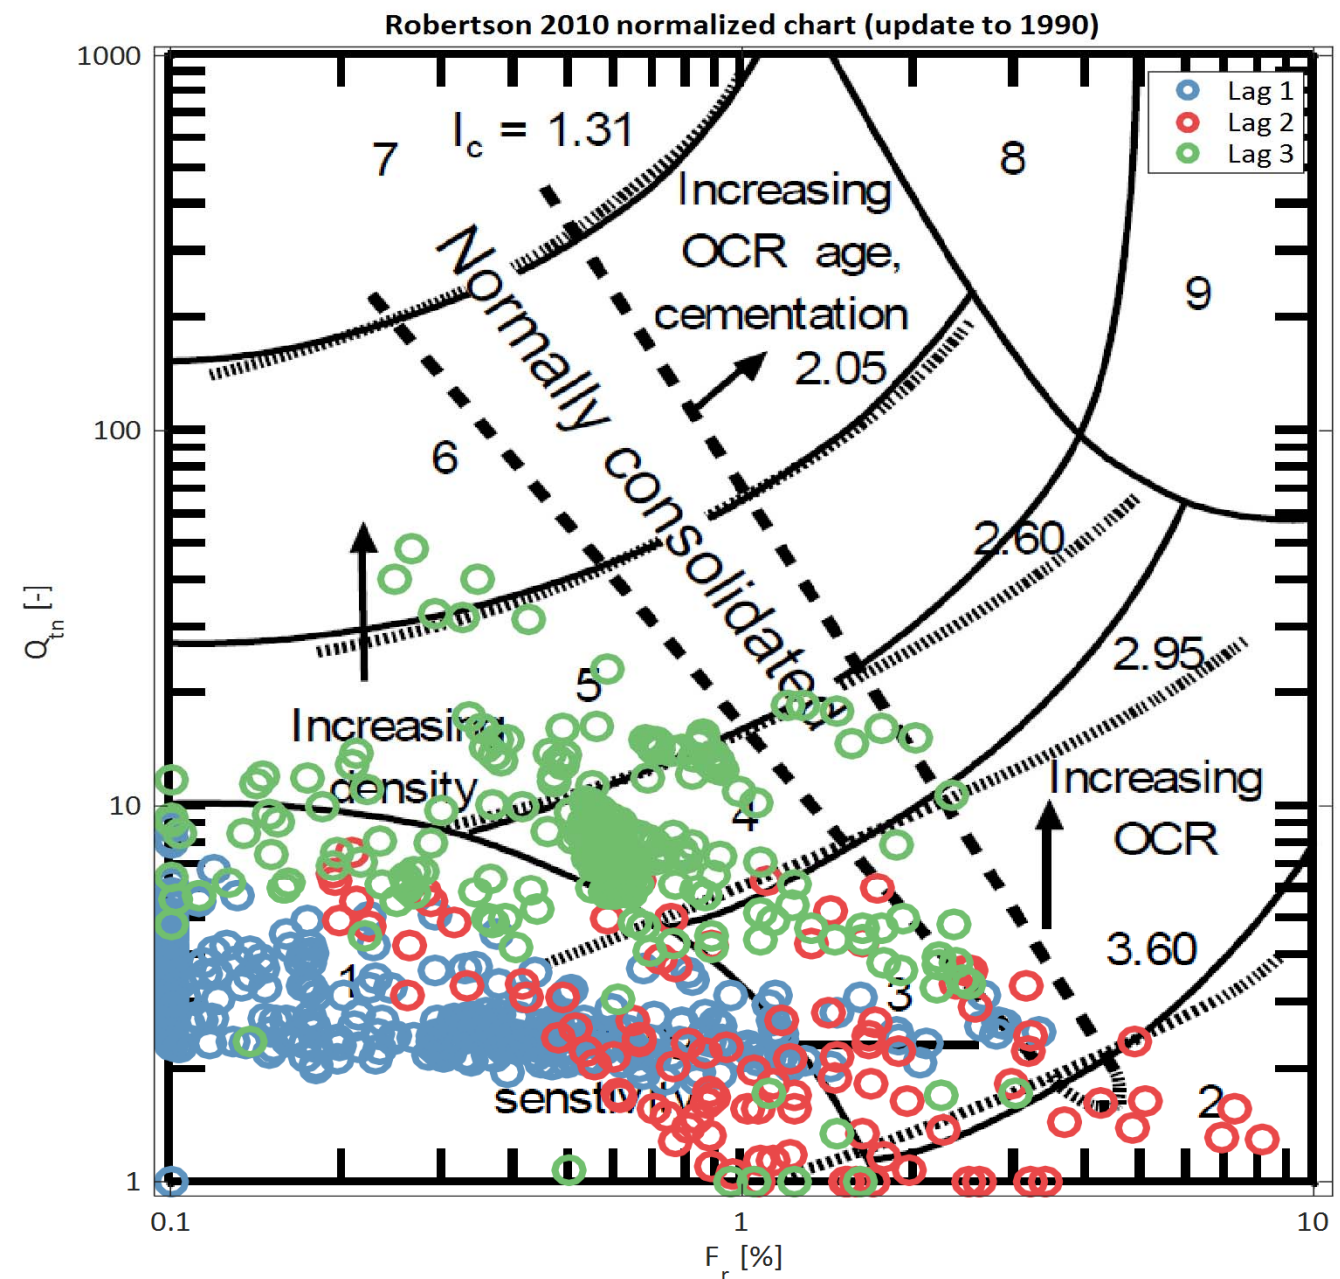 Robertson 2010 normalized chart (update to 1990)
1000
100
10
1
Q_tn [-]
0.1
1
10
F_r [%]
Lag 1
Lag 2
Lag 3
7
I_c = 1.31
8
Increasing
OCR age,
cementation
9
2.05
Normally consolidated
6
2.60
5
2.95
Increasing
density
4
Increasing
OCR
1
3
3.60
senstivity
2